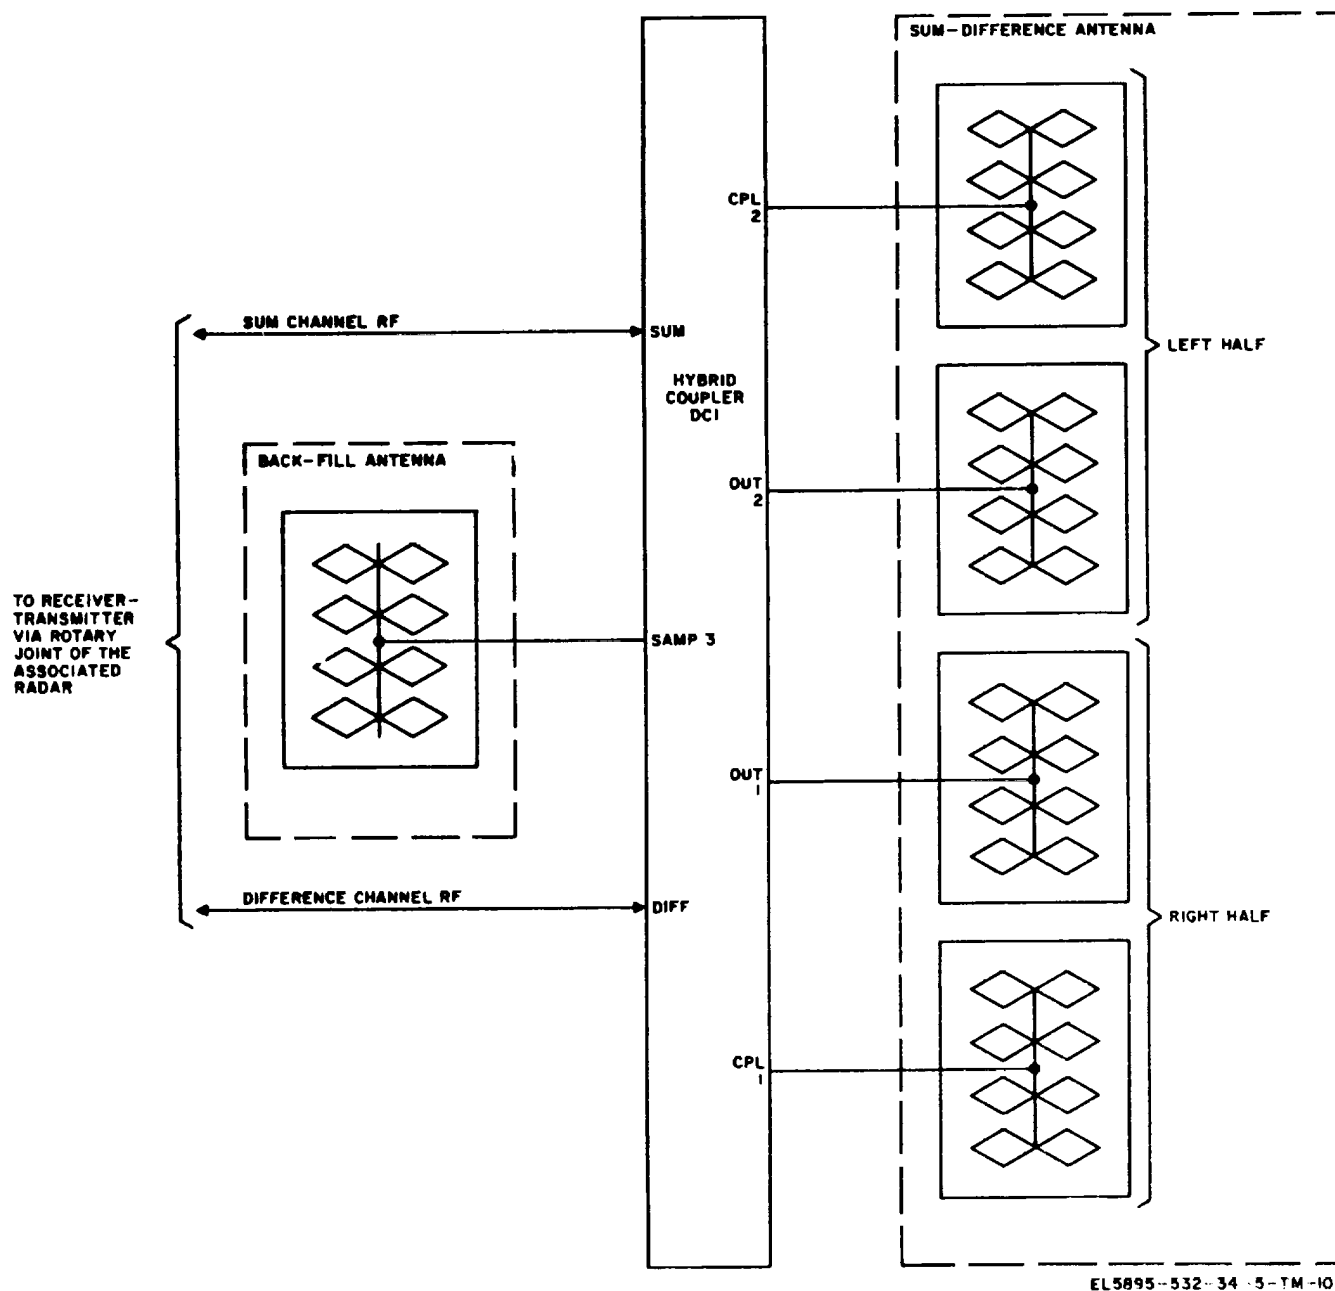 SUM-DIFFERENCE ANTENNA
CPL
2
SUM CHANNEL RF
SUM
LEFT HALF
HYBRID
COUPLER
DC1
BACK-FILL ANTENNA
OUT
2
TO RECEIVER-
TRANSMITTER
VIA ROTARY
JOINT OF THE
ASSOCIATED
RADAR
SAMP 3
OUT
1
DIFFERENCE CHANNEL RF
DIFF
RIGHT HALF
CPL
1
EL5895-532-34-5-TM-10